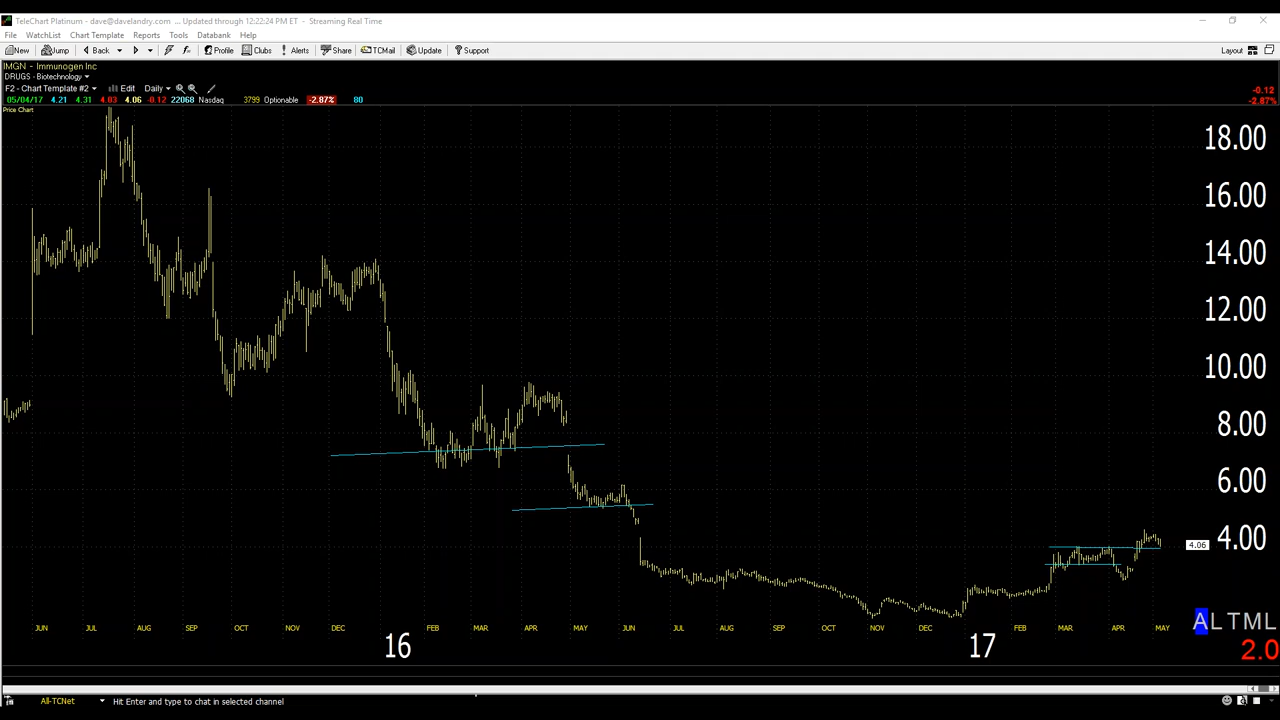 TeleChart Platinum - dave@davelandry.com ... Updated through 12:22:24 PM ET - Streaming Real Time
File WatchList Chart Template Reports Tools Databank Help
New Jump Back Profile Clubs Alerts Share TCMail Update Support Layout
IMGN - Immunogen Inc
DRUGS - Biotechnology
F2 - Chart Template #2 Edit Daily
05/04/17 4.21 4.31 4.03 4.06 -0.12 22068 Nasdaq 3799 Optionable -2.87% 80
-0.12
-2.87%
Price Chart
18.00
16.00
14.00
12.00
10.00
8.00
6.00
4.00
4.06
ALTML
JUN JUL AUG SEP OCT NOV DEC FEB MAR APR MAY JUN JUL AUG SEP OCT NOV DEC FEB MAR APR MAY
16 17
2.0
All-TCNet Hit Enter and type to chat in selected channel